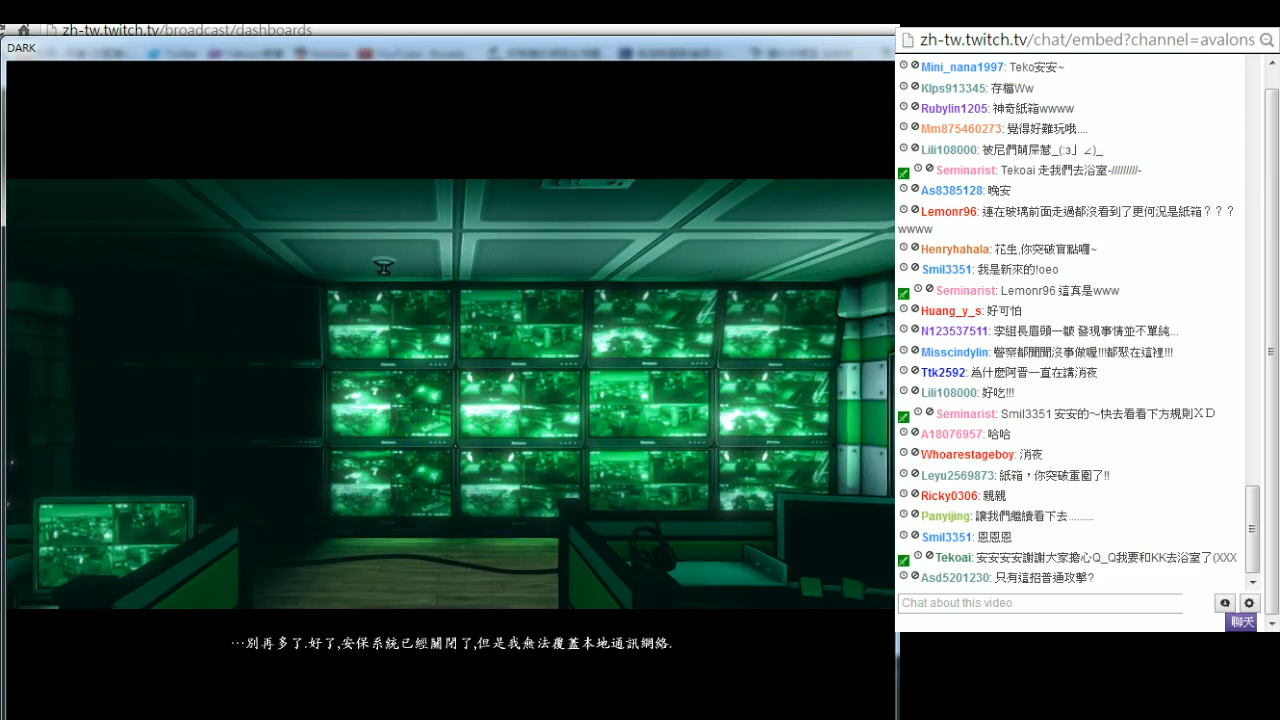 zh-tw.twitch.tv/broadcast/dashboards
DARK
…別再多了.好了,安保系統已經關閉了,但是我無法覆蓋本地通訊網絡.
zh-tw.twitch.tv/chat/embed?channel=avalons
Mini_nana1997: Teko安安~
Klps913345: 存檔Ww
Rubylin1205: 神奇紙箱wwww
Mm875460273: 覺得好難玩哦....
Lili108000: 被尼們萌屎惹_(:з」∠)_
Seminarist: Tekoai 走我們去浴室-/////////-
As8385128: 晚安
Lemonr96: 連在玻璃前面走過都沒看到了更何況是紙箱？？？
wwww
Henryhahala: 花生,你突破盲點囉~
Smil3351: 我是新來的!oeo
Seminarist: Lemonr96 這真是www
Huang_y_s: 好可怕
N123537511: 李組長眉頭一皺 發現事情並不單純...
Misscindylin: 警察都閒閒沒事做喔!!!都聚在這裡!!!
Ttk2592: 為什麼阿晋一直在講消夜
Lili108000: 好吃!!!
Seminarist: Smil3351 安安的～快去看看下方規則ＸＤ
A18076957: 哈哈
Whoarestageboy: 消夜
Leyu2569873: 紙箱，你突破重圍了!!
Ricky0306: 親親
Panyijing: 讓我們繼續看下去.........
Smil3351: 恩恩恩
Tekoai: 安安安安謝謝大家擔心Q_Q我要和KK去浴室了(XXX
Asd5201230: 只有這招普通攻擊?
Chat about this video
聊天